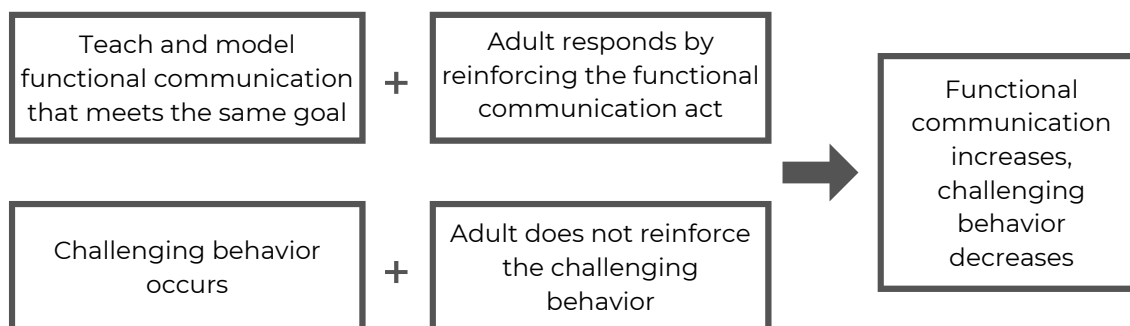 Teach and model
functional communication
that meets the same goal
+
Adult responds by
reinforcing the functional
communication act
Challenging behavior
occurs
+
Adult does not reinforce
the challenging
behavior
Functional
communication
increases,
challenging
behavior
decreases